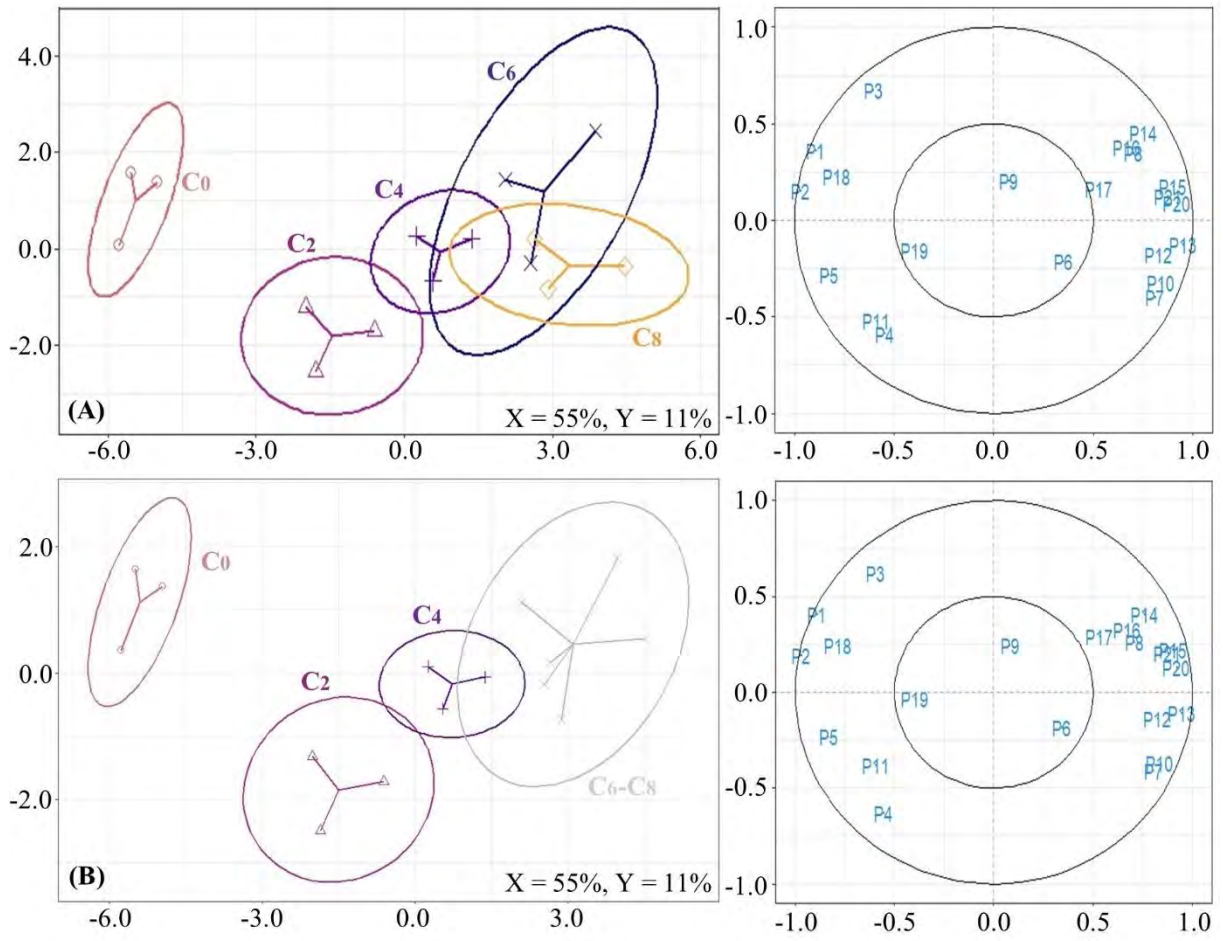 4.0
2.0
0.0
-2.0
C0
C2
C4
C6
C8
(A)
X = 55%, Y = 11%
-6.0 -3.0 0.0 3.0 6.0
1.0
0.5
0.0
-0.5
-1.0
P3
P14
P1 P16 P8
P18 P9 P17 P15
P2 P21 P20
P19 P13
P5 P6 P12
P10
P11 P7
P4
-1.0 -0.5 0.0 0.5 1.0
2.0
0.0
-2.0
C0
C2
C4
C6-C8
(B)
X = 55%, Y = 11%
-6.0 -3.0 0.0 3.0
1.0
0.5
0.0
-0.5
-1.0
P3
P1 P14
P16
P18 P9 P17 P8 P15
P2 P21
P20
P19 P13
P5 P6 P12
P11 P10
P7
P4
-1.0 -0.5 0.0 0.5 1.0